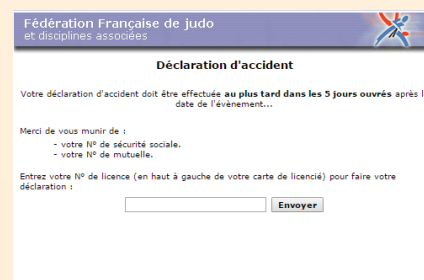 Fédération Française de judo
et disciplines associées
Déclaration d'accident
Votre déclaration d'accident doit être effectuée au plus tard dans les 5 jours ouvrés après l
date de l'évènement...
Merci de vous munir de :
- votre N° de sécurité sociale.
- votre N° de mutuelle.
Entrez votre N° de licence (en haut à gauche de votre carte de licencié) pour faire votre
déclaration :
Envoyer